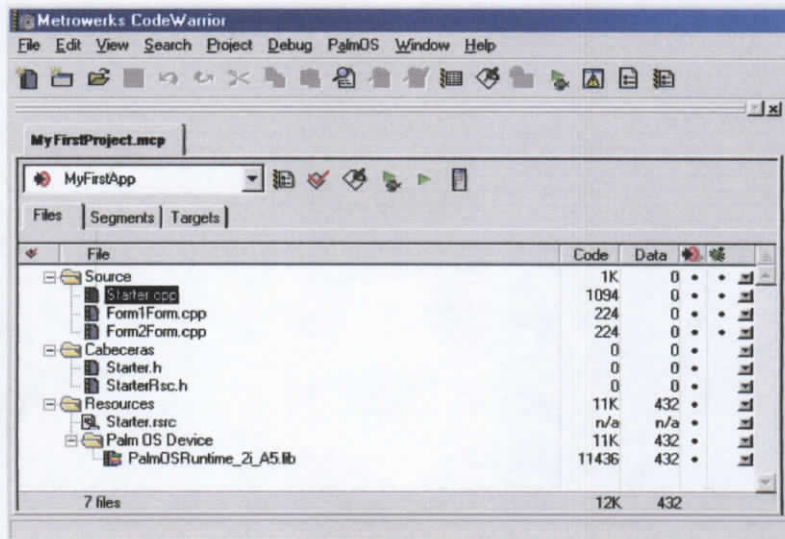 Metrowerks CodeWarrior
File Edit View Search Project Debug PalmOS Window Help
MyFirstProject.mcp
MyFirstApp
Files Segments Targets
File Code Data
Source 1K 0
Starter.cpp 1094 0
Form1Form.cpp 224 0
Form2Form.cpp 224 0
Cabeceras 0 0
Starter.h 0 0
StarterRsc.h 0 0
Resources 11K 432
Starter.rsrc n/a n/a
Palm OS Device 11K 432
PalmOSRuntime_2i_A5.lib 11436 432
7 files 12K 432